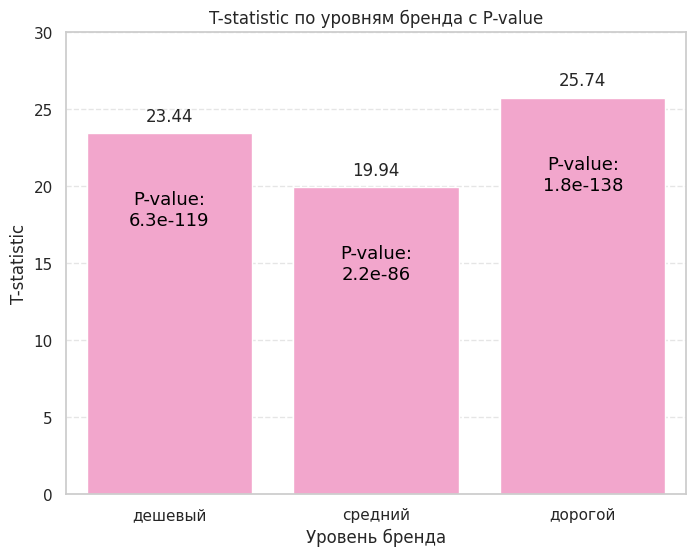 T-statistic по уровням бренда с P-value
30
25
20
15
10
5
0
T-statistic
23.44
P-value:
6.3e-119
19.94
P-value:
2.2e-86
25.74
P-value:
1.8e-138
дешевый
средний
дорогой
Уровень бренда